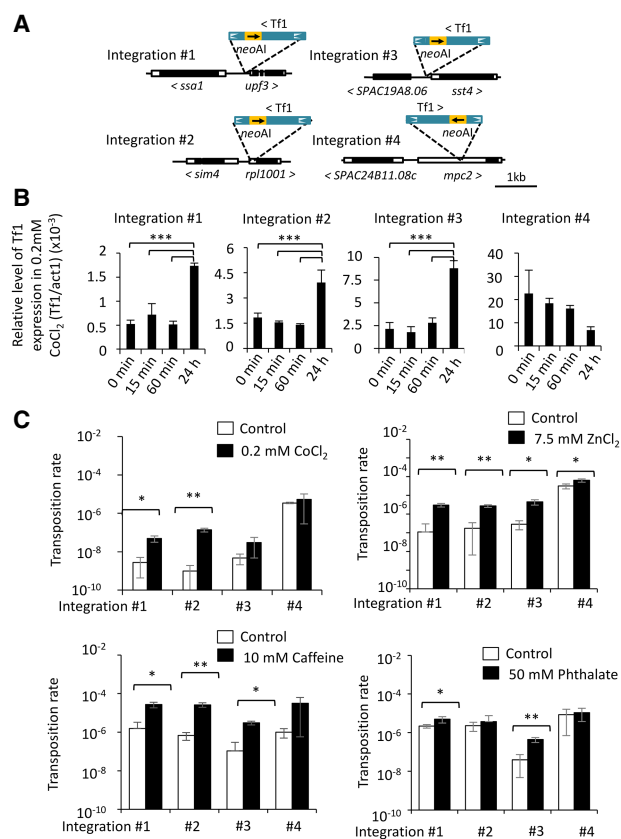 A
Integration #1
< Tf1
neoAI
< ssa1
upf3 >
Integration #3
< Tf1
neoAI
< SPAC19A8.06
sst4 >
Integration #2
< Tf1
neoAI
< sim4
rpl1001 >
Integration #4
Tf1 >
neoAI
< SPAC24B11.08c
mpc2 >
1kb
B
Relative level of Tf1
expression in 0.2mM
CoCl2 (Tf1/act1) (x10-3)
Integration #1
***
2
1.5
1
0.5
0
0 min
15 min
60 min
24 h
Integration #2
***
6
4.5
3
1.5
0
0 min
15 min
60 min
24 h
Integration #3
***
10
7.5
5
2.5
0
0 min
15 min
60 min
24 h
Integration #4
40
30
20
10
0
0 min
15 min
60 min
24 h
C
Transposition rate
Control
0.2 mM CoCl2
10-2
10-4
10-6
10-8
10-10
*
**
Integration #1
#2
#3
#4
Transposition rate
Control
7.5 mM ZnCl2
10-2
10-4
10-6
10-8
10-10
**
**
*
*
Integration #1
#2
#3
#4
Transposition rate
Control
10 mM Caffeine
10-2
10-4
10-6
10-8
10-10
*
**
*
Integration #1
#2
#3
#4
Transposition rate
Control
50 mM Phthalate
10-2
10-4
10-6
10-8
10-10
*
**
Integration #1
#2
#3
#4